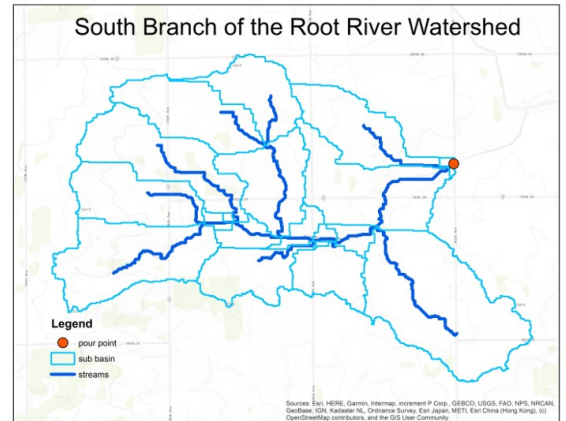 South Branch of the Root River Watershed
Legend
pour point
sub basin
streams
Sources: Esri, HERE, Garmin, Intermap, increment P Corp., GEBCO, USGS, FAO, NPS, NRCAN,
GeoBase, IGN, Kadaster NL, Ordnance Survey, Esri Japan, METI, Esri China (Hong Kong), (c)
OpenStreetMap contributors, and the GIS User Community